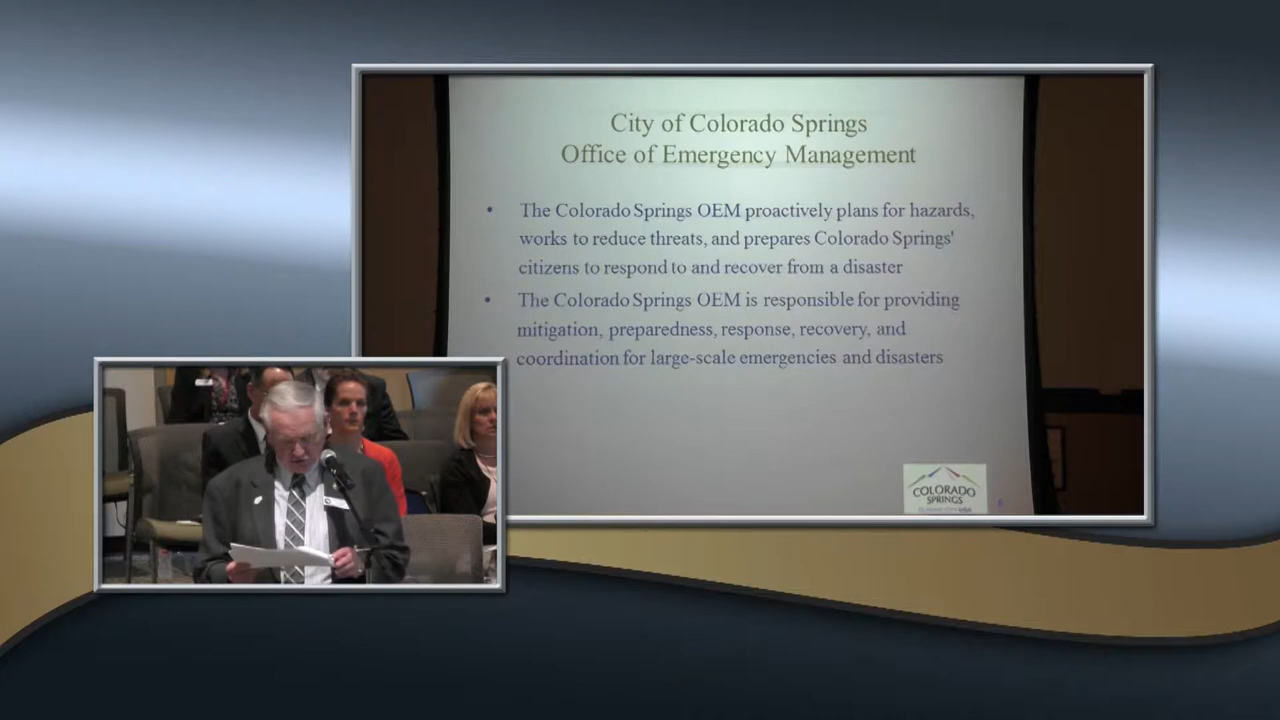 City of Colorado Springs
Office of Emergency Management
• The Colorado Springs OEM proactively plans for hazards,
works to reduce threats, and prepares Colorado Springs'
citizens to respond to and recover from a disaster
• The Colorado Springs OEM is responsible for providing
mitigation, preparedness, response, recovery, and
coordination for large-scale emergencies and disasters
COLORADO
SPRINGS